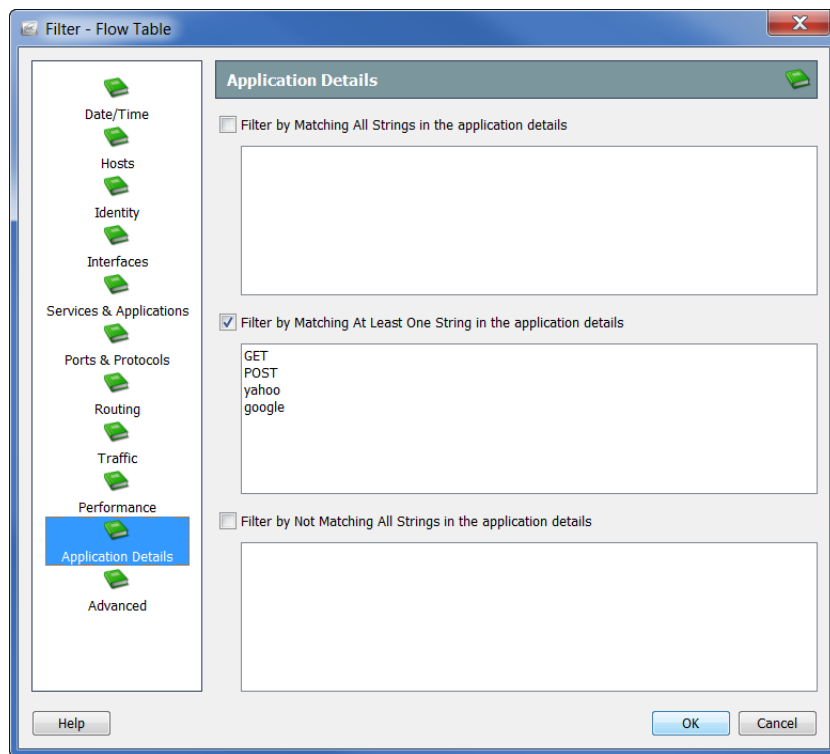 Filter - Flow Table
Date/Time
Hosts
Identity
Interfaces
Services & Applications
Ports & Protocols
Routing
Traffic
Performance
Application Details
Advanced
Application Details
Filter by Matching All Strings in the application details
Filter by Matching At Least One String in the application details
GET
POST
yahoo
google
Filter by Not Matching All Strings in the application details
Help
OK
Cancel